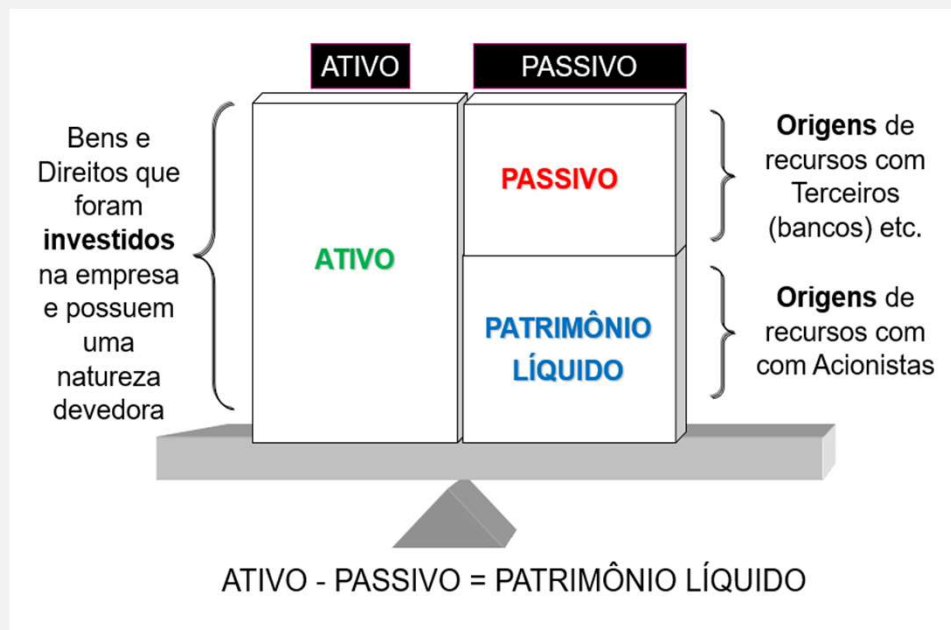 ATIVO
PASSIVO
Bens e
Direitos que
foram
investidos
na empresa
e possuem
uma
natureza
devedora
ATIVO
PASSIVO
PATRIMÔNIO
LÍQUIDO
Origens de
recursos com
Terceiros
(bancos) etc.
Origens de
recursos com
com Acionistas
ATIVO - PASSIVO = PATRIMÔNIO LÍQUIDO